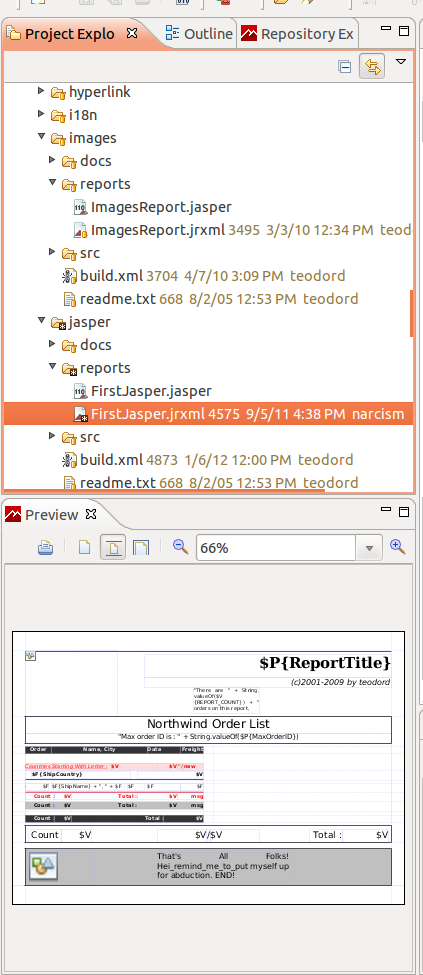 Project Explo
Outline
Repository Ex
hyperlink
i18n
images
docs
reports
ImagesReport.jasper
ImagesReport.jrxml 3495 3/3/10 12:34 PM teod
src
build.xml 3704 4/7/10 3:09 PM teodord
readme.txt 668 8/2/05 12:53 PM teodord
jasper
docs
reports
FirstJasper.jasper
FirstJasper.jrxml 4575 9/5/11 4:38 PM narcism
src
build.xml 4873 1/6/12 12:00 PM teodord
readme.txt 668 8/2/05 12:53 PM teodord
Preview
66%
$P{ReportTitle}
(c)2001-2009 by teodord
"There are " + String.
valueOf($V
{REPORT_COUNT}) + "
orders on this report,
Northwind Order List
"Max order ID is : " + String.valueOf($P{MaxOrderID})
Order Name, City Date Freight
Countries Starting With Letter : $V $V"/new
$F{ShipCountry} $V
$F $F{ShipName} + ", " + $F $F $F $F
Count : $V Total : $V msg
Count : $V Total : $V msg
Count : $V Total : $V
Count $V $V/$V Total : $V
That's All Folks!
Hei_remind_me_to_put myself up
for abduction. END!